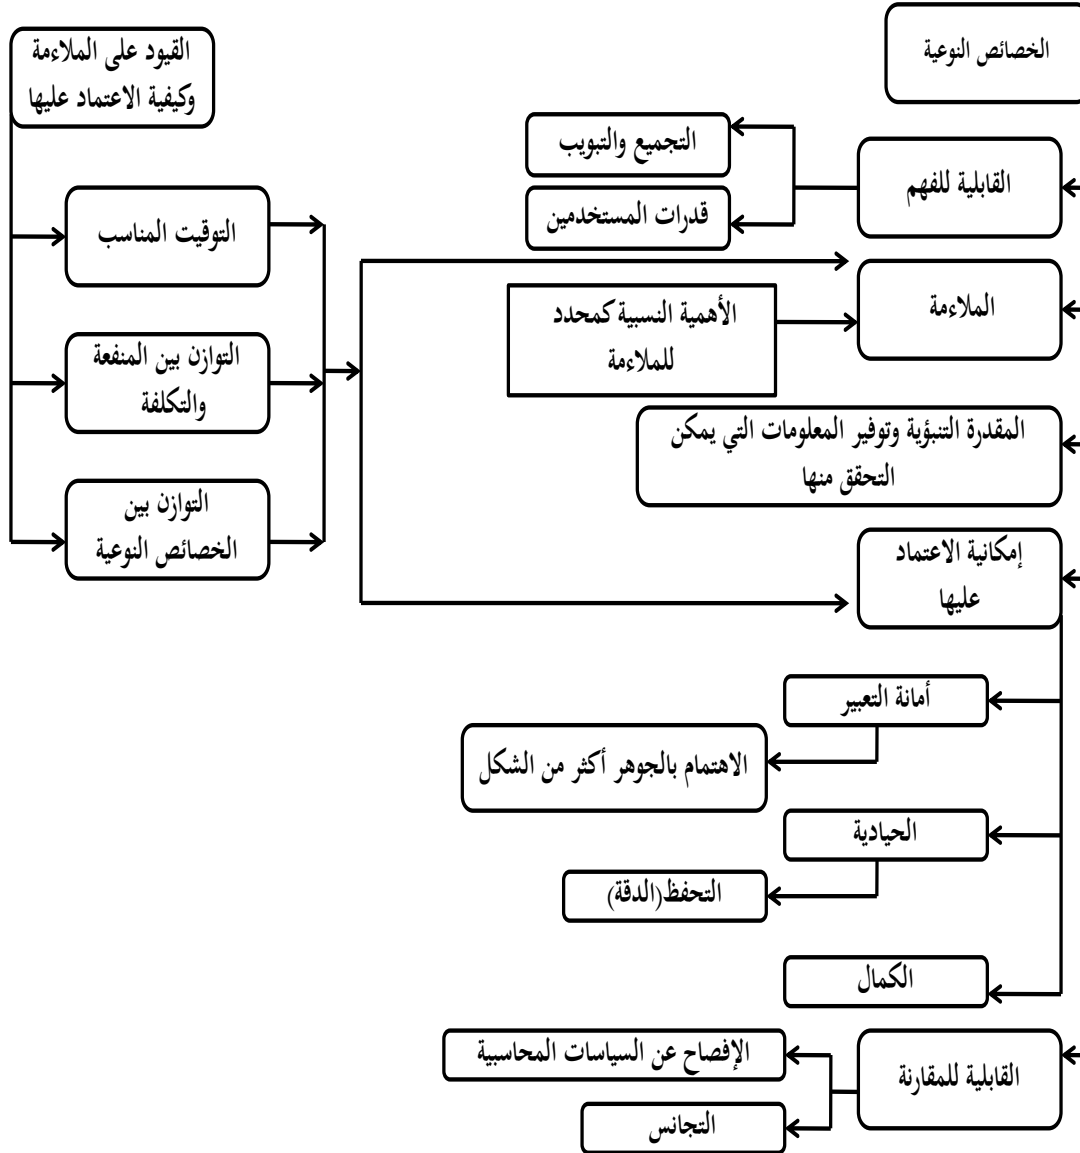 الخصائص النوعية
القيود على الملاءمة
وكيفية الاعتماد عليها
التجميع والتبويب
القابلية للفهم
قدرات المستخدمين
التوقيت المناسب
الملاءمة
الأهمية النسبية كمحدد
للملاءمة
التوازن بين المنفعة
والتكلفة
المقدرة التنبؤية وتوفير المعلومات التي يمكن
التحقق منها
التوازن بين
الخصائص النوعية
إمكانية الاعتماد
عليها
أمانة التعبير
الاهتمام بالجوهر أكثر من الشكل
الحيادية
التحفظ(الدقة)
الكمال
الإفصاح عن السياسات المحاسبية
القابلية للمقارنة
التجانس